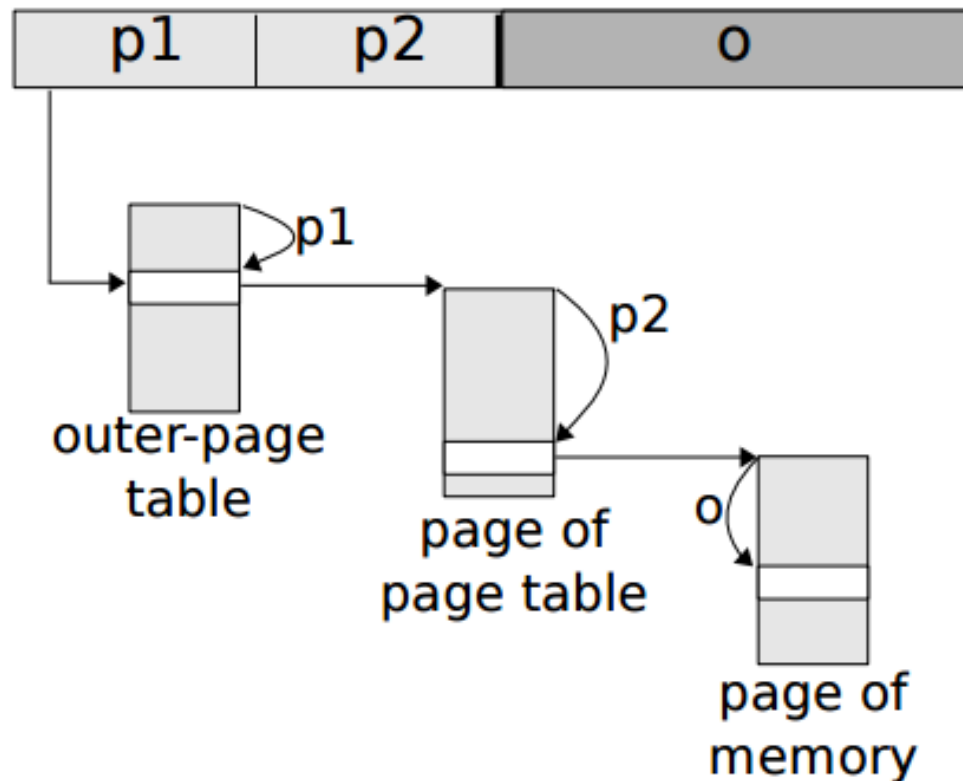 p1 p2 o
p1
p2
outer-page
table
o
page of
page table
page of
memory